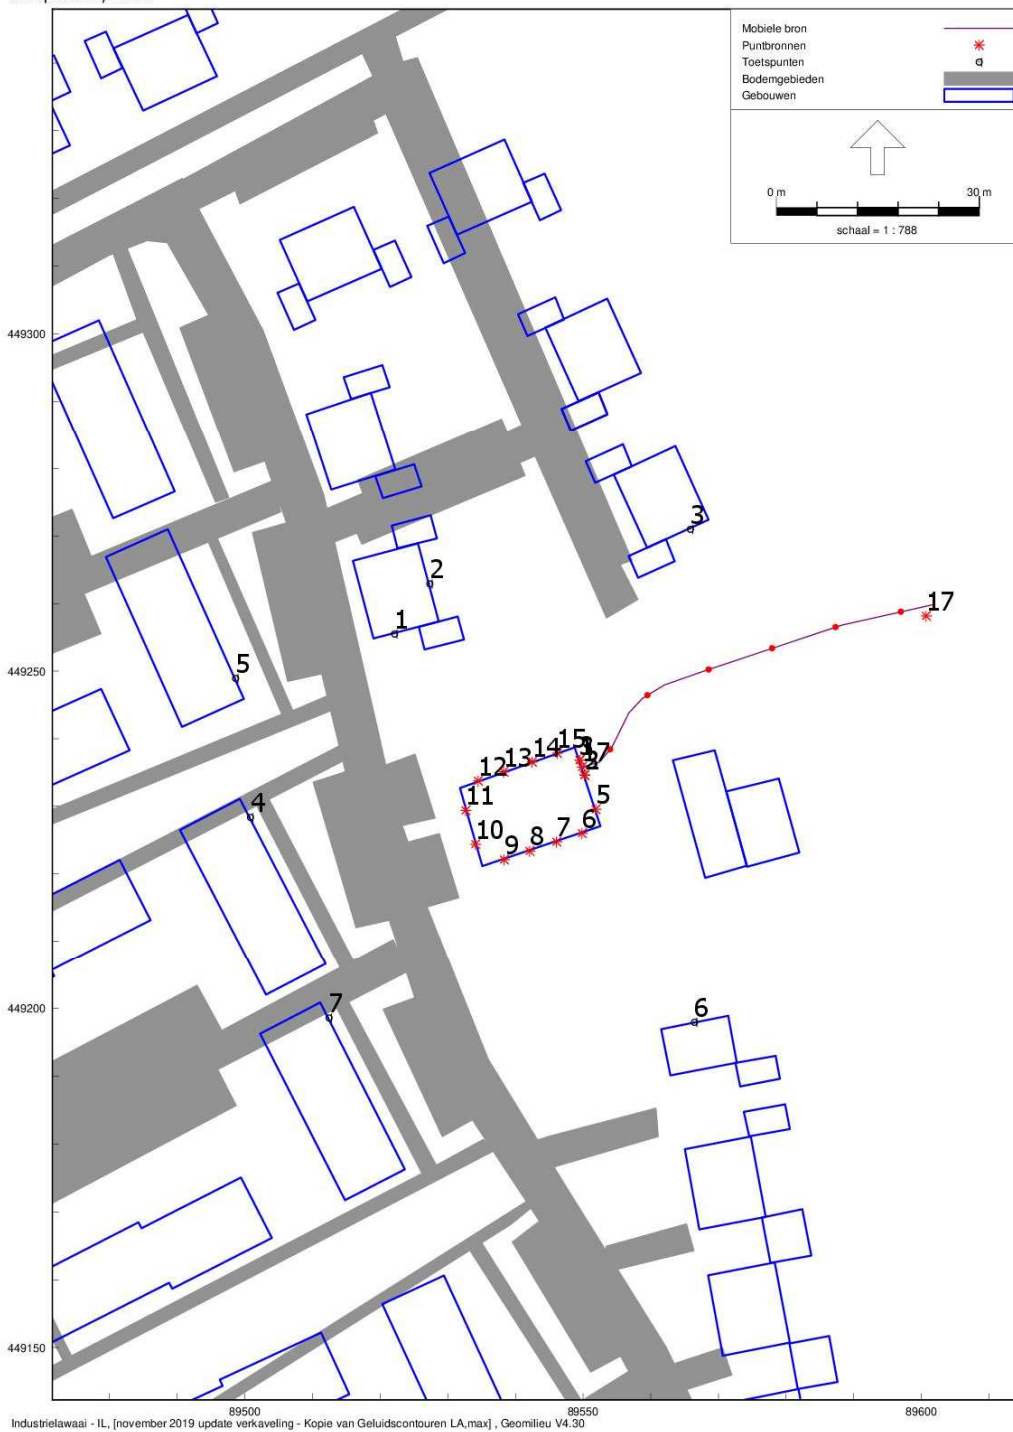 Mobiele bron
Puntbronnen
Toetspunten
Bodemgebieden
Gebouwen
0 m 30 m
schaal = 1 : 788
449300
3
2
1
17
5
449250
15
14
13
12
11
5
4
6
7
10
8
9
449200
7
6
449150
89500 89550 89600
Industrielawaai - IL, [november 2019 update verkaveling - Kopie van Geluidscontouren LA,max] , Geomilieu V4.30